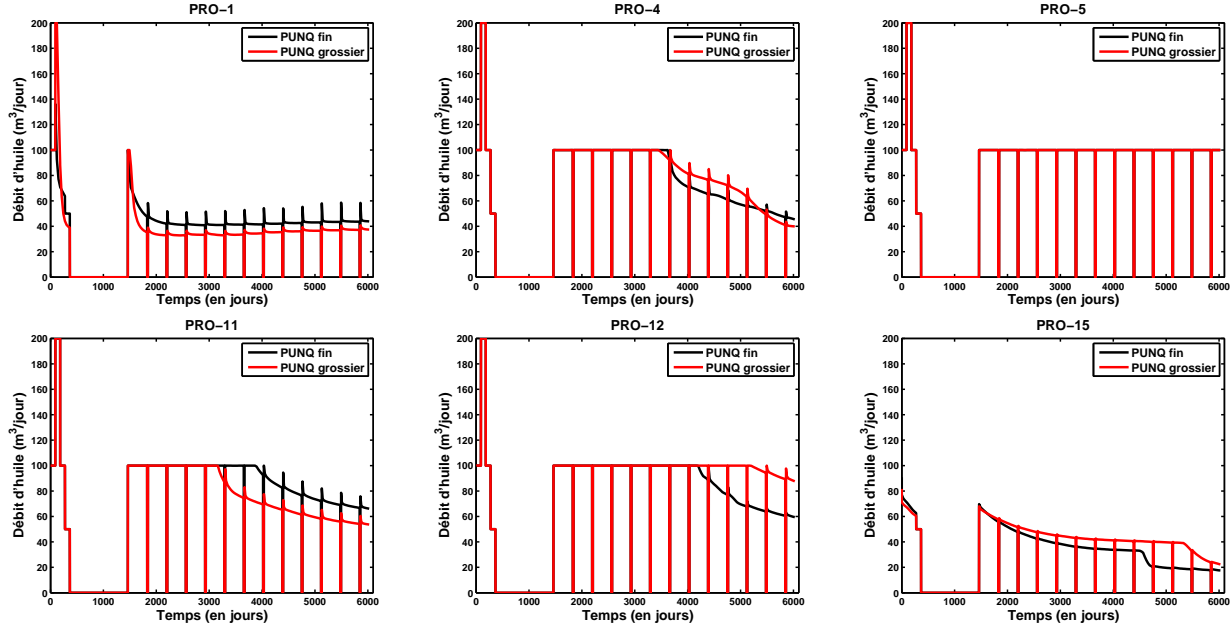 PRO−1
Débit d'huile (m³/jour)
200
180
160
140
120
100
80
60
40
20
0
PUNQ fin
PUNQ grossier
0 1000 2000 3000 4000 5000 6000
Temps (en jours)
PRO−4
Débit d'huile (m³/jour)
200
180
160
140
120
100
80
60
40
20
0
PUNQ fin
PUNQ grossier
0 1000 2000 3000 4000 5000 6000
Temps (en jours)
PRO−5
Débit d'huile (m³/jour)
200
180
160
140
120
100
80
60
40
20
0
PUNQ fin
PUNQ grossier
0 1000 2000 3000 4000 5000 6000
Temps (en jours)
PRO−11
Débit d'huile (m³/jour)
200
180
160
140
120
100
80
60
40
20
0
PUNQ fin
PUNQ grossier
0 1000 2000 3000 4000 5000 6000
Temps (en jours)
PRO−12
Débit d'huile (m³/jour)
200
180
160
140
120
100
80
60
40
20
0
PUNQ fin
PUNQ grossier
0 1000 2000 3000 4000 5000 6000
Temps (en jours)
PRO−15
Débit d'huile (m³/jour)
200
180
160
140
120
100
80
60
40
20
0
PUNQ fin
PUNQ grossier
0 1000 2000 3000 4000 5000 6000
Temps (en jours)